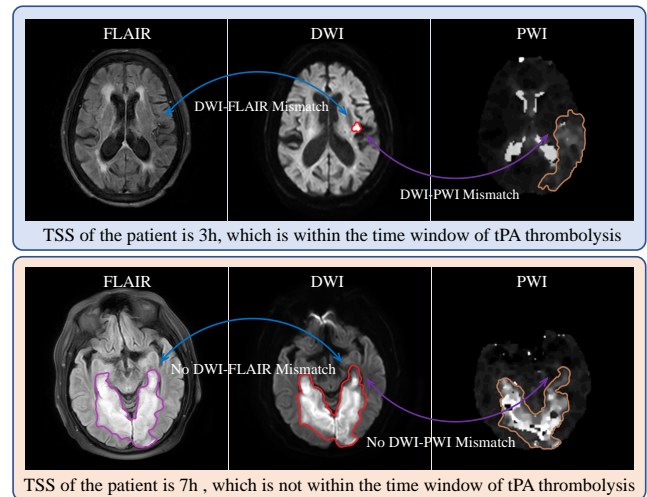 FLAIR DWI PWI
DWI-FLAIR Mismatch
DWI-PWI Mismatch
TSS of the patient is 3h, which is within the time window of tPA thrombolysis
FLAIR DWI PWI
No DWI-FLAIR Mismatch
No DWI-PWI Mismatch
TSS of the patient is 7h , which is not within the time window of tPA thrombolysis